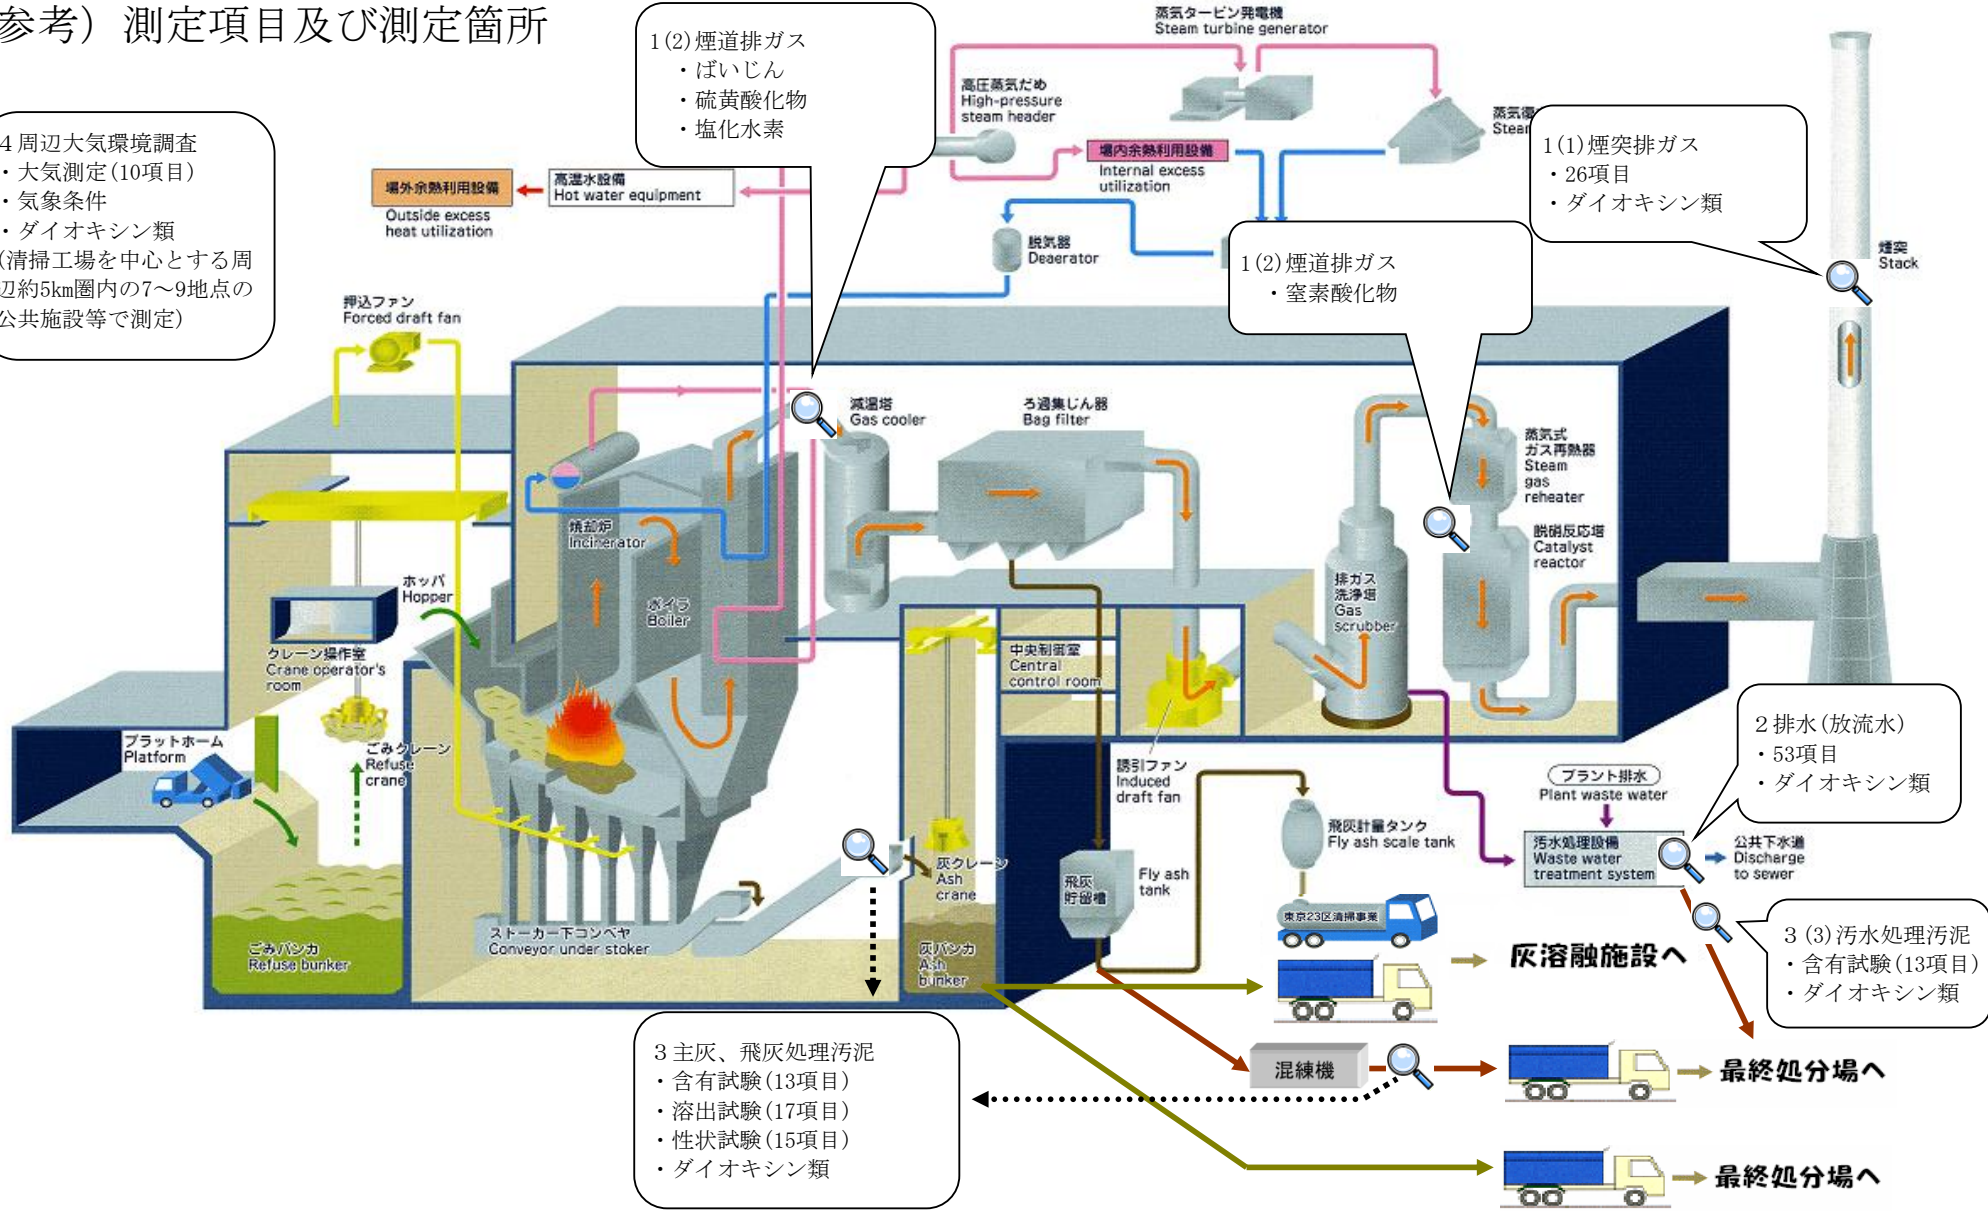 参考）測定項目及び測定箇所
4 周辺大気環境調査
・大気測定(10項目)
・気象条件
・ダイオキシン類
(清掃工場を中心とする周
辺約5km圏内の7～9地点の
公共施設等で測定)
1(2)煙道排ガス
・ばいじん
・硫黄酸化物
・塩化水素
蒸気タービン発電機
Steam turbine generator
高圧蒸気だめ
High-pressure
steam header
蒸気復
Stear
場内余熱利用設備
Internal excess
utilization
場外余熱利用設備
Outside excess
heat utilization
高温水設備
Hot water equipment
脱気器
Deaerator
1(1)煙突排ガス
・26項目
・ダイオキシン類
1(2)煙道排ガス
・窒素酸化物
煙突
Stack
押込ファン
Forced draft fan
減温塔
Gas cooler
ろ過集じん器
Bag filter
蒸気式
ガス再熱器
Steam
gas
reheater
脱硝反応塔
Catalyst
reactor
焼却炉
Incinerator
ボイラ
Boiler
ホッパ
Hopper
排ガス
洗浄塔
Gas
scrubber
クレーン操作室
Crane operator's
room
中央制御室
Central
control room
プラットホーム
Platform
ごみクレーン
Refuse
crane
誘引ファン
Induced
draft fan
プラント排水
Plant waste water
2 排水(放流水)
・53項目
・ダイオキシン類
飛灰計量タンク
Fly ash scale tank
汚水処理設備
Waste water
treatment system
公共下水道
Discharge
to sewer
灰クレーン
Ash
crane
飛灰
貯留槽
Fly ash
tank
東京23区清掃事業
ごみバンカ
Refuse bunker
ストーカー下コンベヤ
Conveyor under stoker
灰バンカ
Ash
bunker
灰溶融施設へ
3 (3)汚水処理汚泥
・含有試験(13項目)
・ダイオキシン類
3 主灰、飛灰処理汚泥
・含有試験(13項目)
・溶出試験(17項目)
・性状試験(15項目)
・ダイオキシン類
混練機
最終処分場へ
最終処分場へ